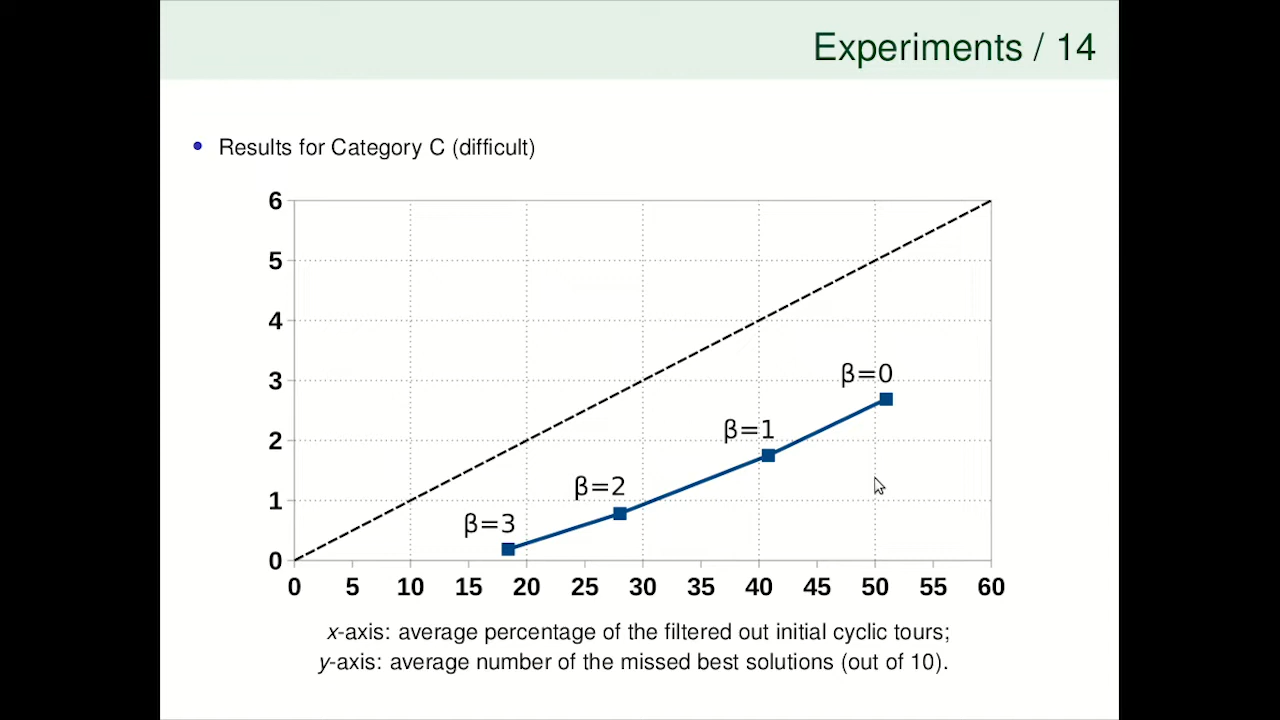 Experiments / 14
• Results for Category C (difficult)
6
5
4
3
2
1
0
β=0
β=1
β=2
β=3
0 5 10 15 20 25 30 35 40 45 50 55 60
x-axis: average percentage of the filtered out initial cyclic tours;
y-axis: average number of the missed best solutions (out of 10).